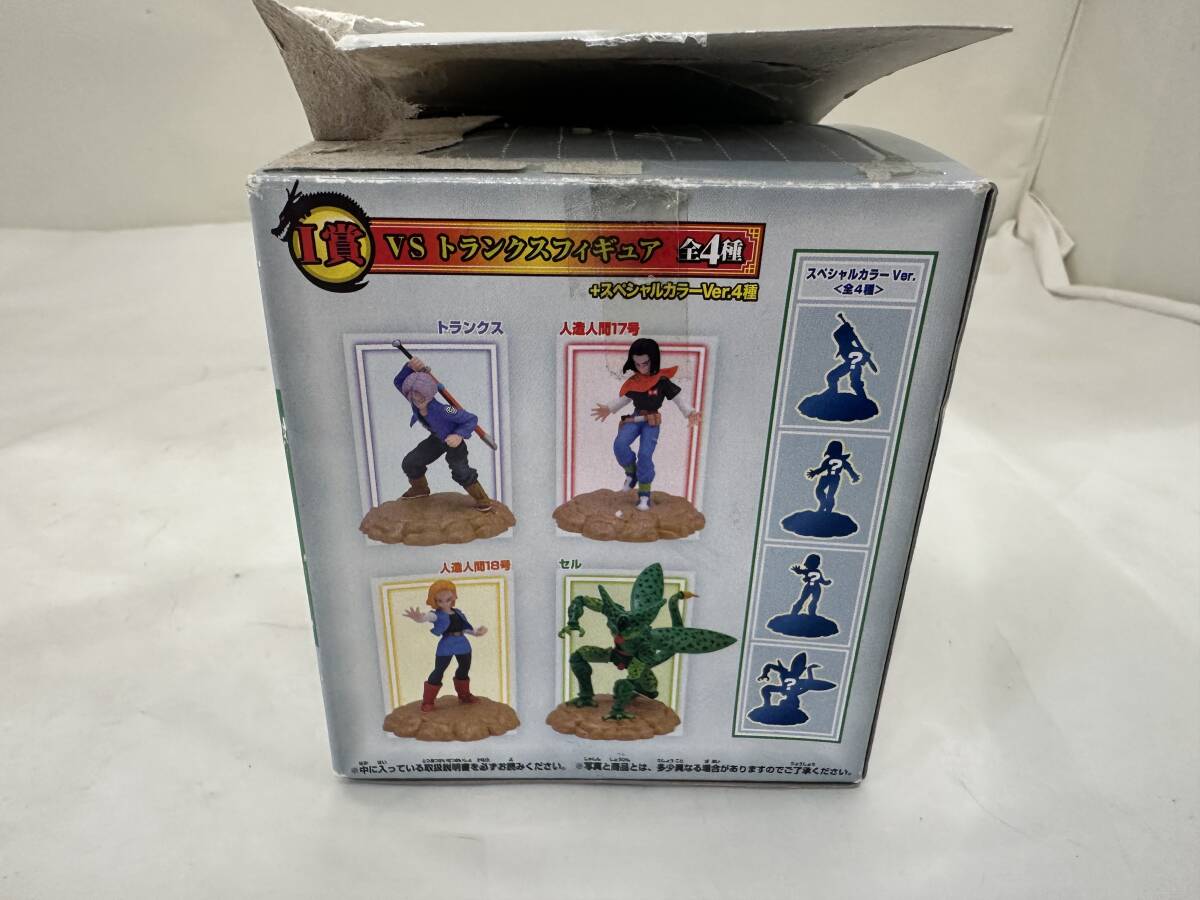 I賞
VS トランクスフィギュア 全4種
+スペシャルカラーVer.4種
スペシャルカラー Ver.
<全4種>
トランクス
人造人間17号
?
?
人造人間18号
セル
?
?
※中に入っている取扱説明書を必ずお読みください。 ※写真と商品とは、多少異なる場合がありますのでご了承ください。